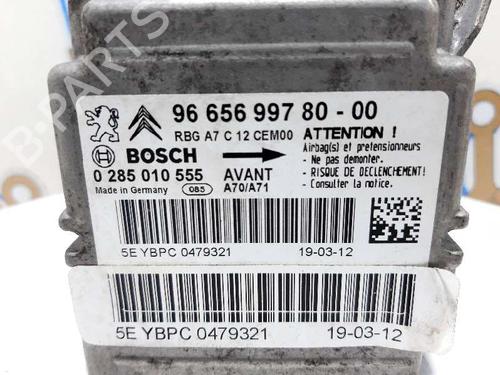 96 656 997 80 - 00
RBG A7 C 12 CEM00 ATTENTION !
Airbag(s) et pretensionneurs
BOSCH
- Ne pas demonter.
0 285 010 555 AVANT
- RISQUE DE DECLENCHEMENT!
Made in Germany 085 A70/A71
- Consulter la notice.
5E YBPC 0479321 19-03-12
5E YBPC 0479321 19-03-12